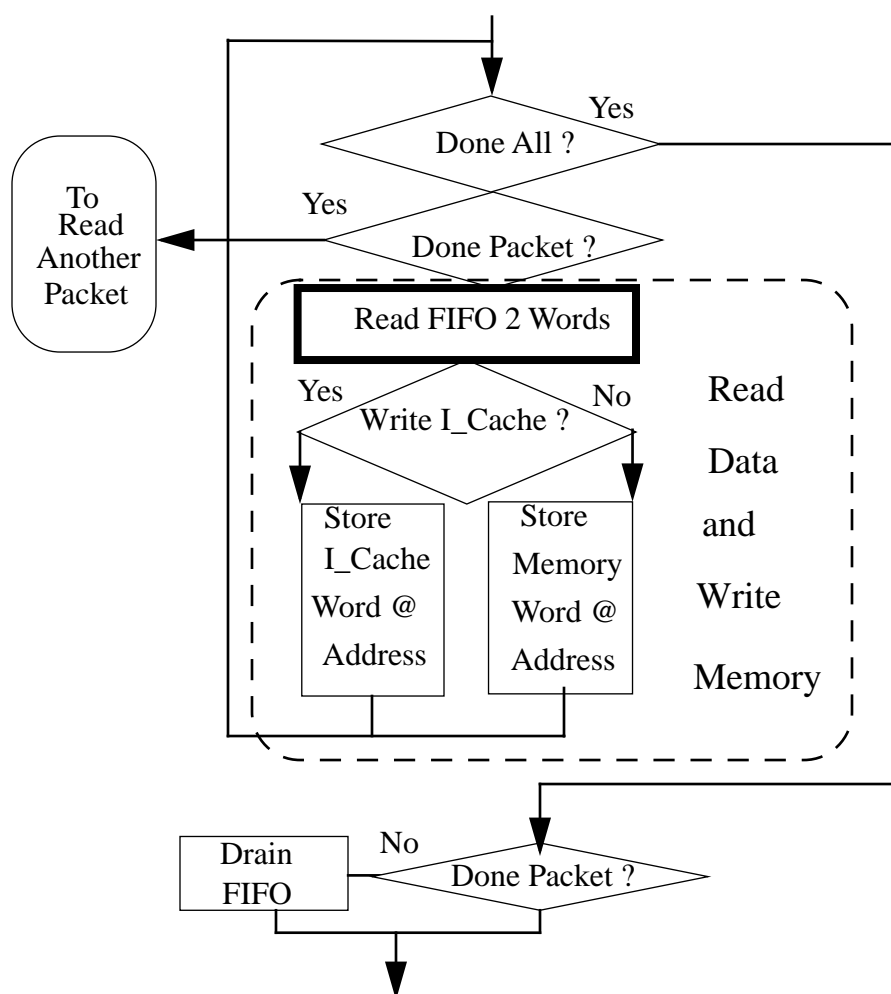 Yes
Done All ?
To
Read
Another
Packet
Yes
Done Packet ?
Read FIFO 2 Words
Yes
No
Write I_Cache ?
Store
I_Cache
Word @
Address
Store
Memory
Word @
Address
Read
Data
and
Write
Memory
No
Drain
FIFO
Done Packet ?